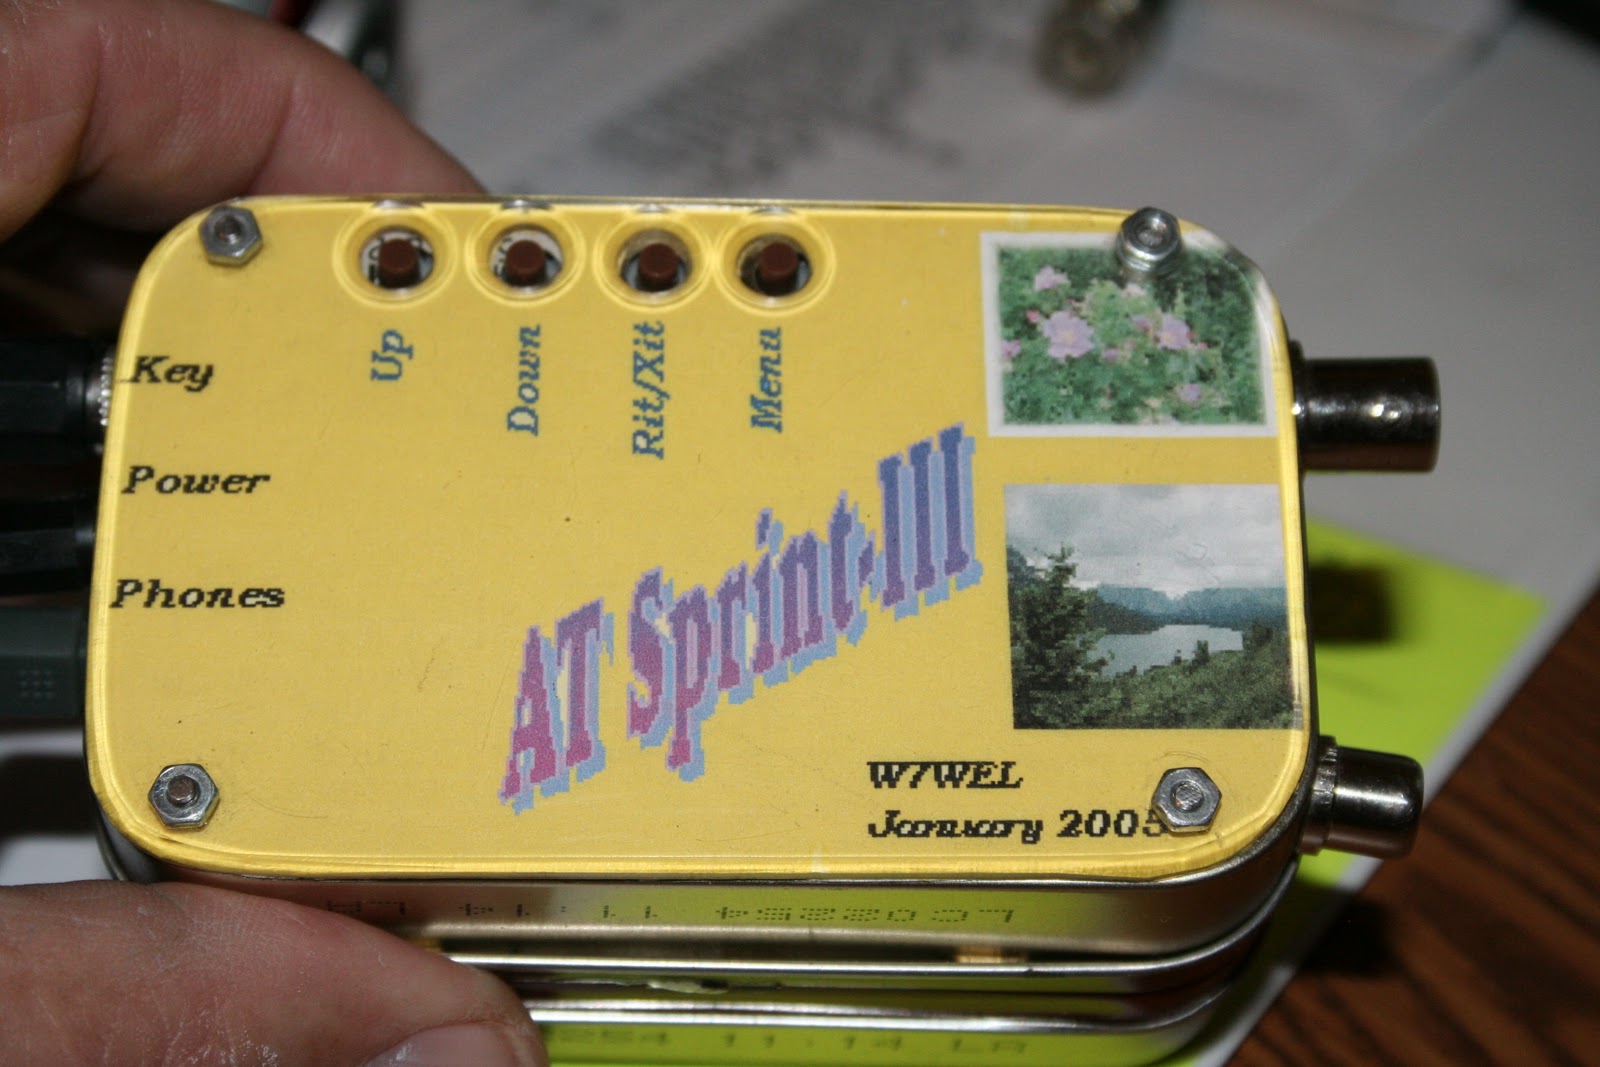 Up
Down
Rit/Xit
Menu
Key
Power
Phones
AT Sprint-III
W7WEL
January 2005